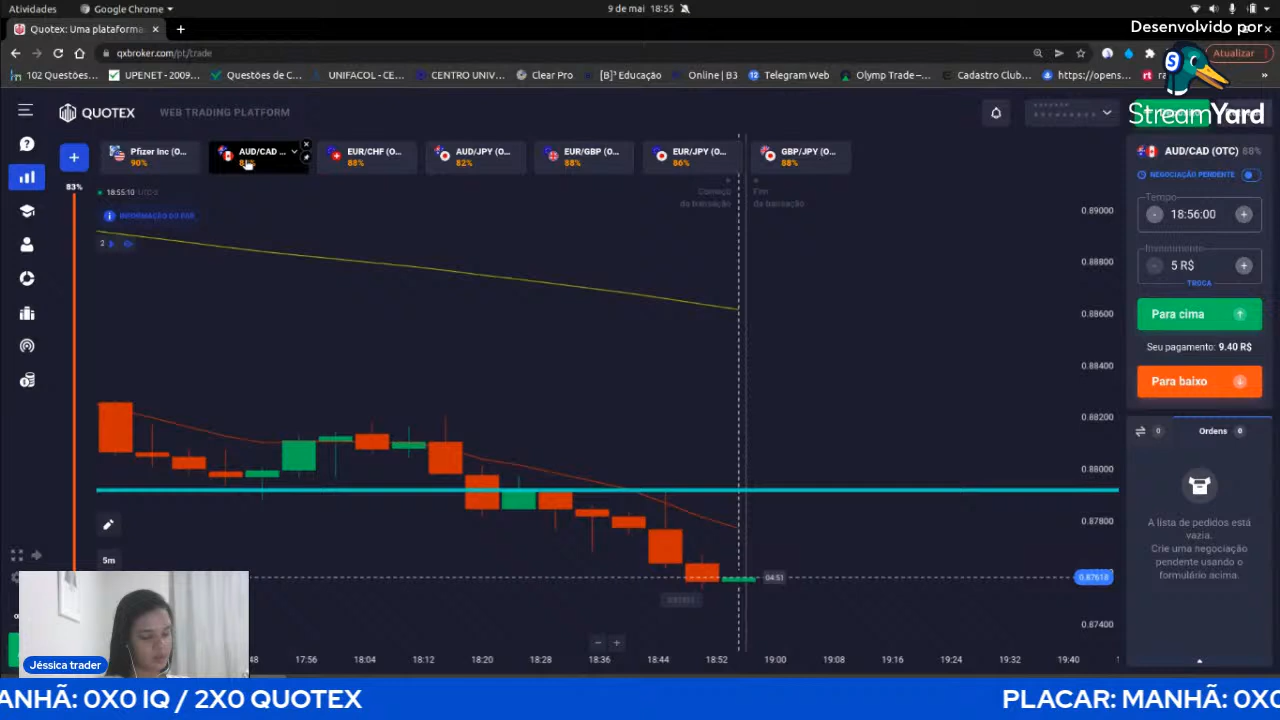 Atividades
Google Chrome
9 de mai 18:55
Quotex: Uma plataforma
Desenvolvido por
StreamYard
qxbroker.com/pt/trade
Atualizar
102 Questões...
UPENET - 2009...
Questões de C...
UNIFACOL - CE...
CENTRO UNIV...
Clear Pro
[B]³ Educação
Online | B3
Telegram Web
Olymp Trade –...
Cadastro Club...
https://opens...
QUOTEX
WEB TRADING PLATFORM
Pfizer Inc (O...
90%
AUD/CAD ...
EUR/CHF (O...
88%
AUD/JPY (O...
82%
EUR/GBP (O...
88%
EUR/JPY (O...
86%
GBP/JPY (O...
88%
83%
18:55:10
INFORMAÇÃO DO PAR
2
Começo
da transação
Fim
da transação
0.89000
0.88800
0.88600
0.88400
0.88200
0.88000
0.87800
0.87618
0.87400
04:51
5m
17:56
18:04
18:12
18:20
18:28
18:36
18:44
18:52
19:00
19:08
19:16
19:24
19:32
19:40
AUD/CAD (OTC) 88%
NEGOCIAÇÃO PENDENTE
Tempo
- 18:56:00 +
Investimento
- 5 R$ +
TROCA
Para cima
Seu pagamento: 9.40 R$
Para baixo
0
Ordens 0
A lista de pedidos está
vazia.
Crie uma negociação
pendente usando o
formulário acima.
Jéssica trader
MANHÃ: 0X0 IQ / 2X0 QUOTEX
PLACAR: MANHÃ: 0X0